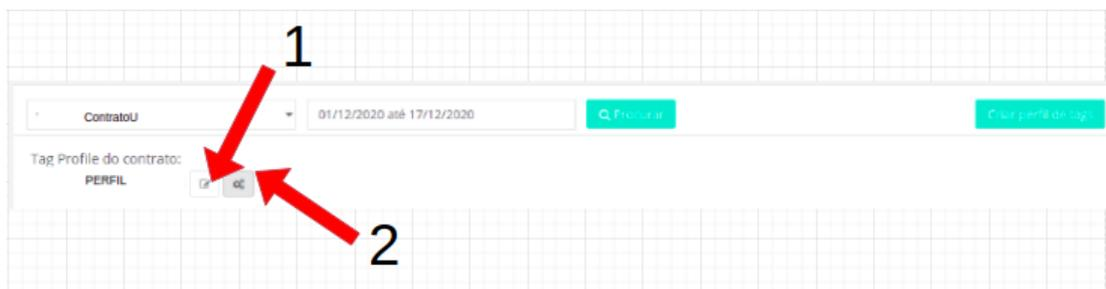 1
ContratoU 01/12/2020 até 17/12/2020 Procurar Criar perfil de tags
Tag Profile do contrato:
PERFIL
2